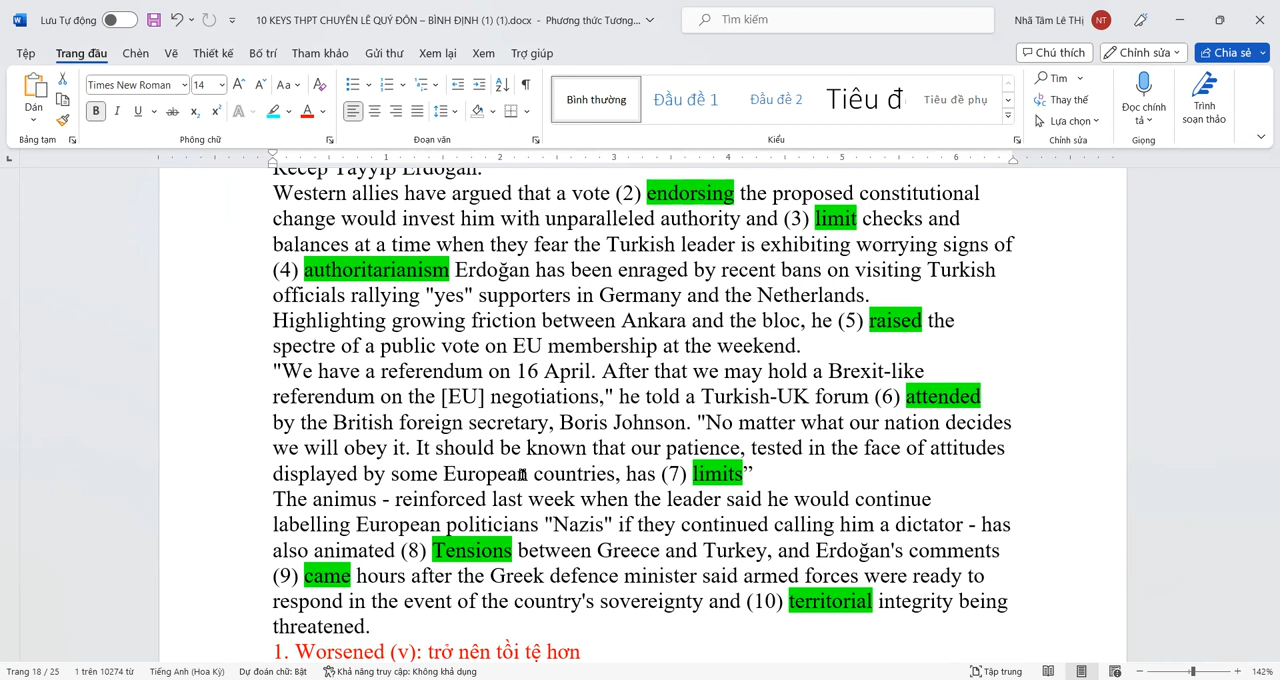 Lưu Tự động
10 KEYS THPT CHUYÊN LÊ QUÝ ĐÔN – BÌNH ĐỊNH (1) (1).docx - Phương thức Tương...
Tìm kiếm
Nhã Tâm Lê THị
NT
Tệp Trang đầu Chèn Vẽ Thiết kế Bố trí Tham khảo Gửi thư Xem lại Xem Trợ giúp
Chú thích Chỉnh sửa Chia sẻ
Dán
Times New Roman 14
Bình thường Đầu đề 1 Đầu đề 2 Tiêu đ Tiêu đề phụ
Tìm
Thay thế
Lựa chọn
Đọc chính tả
Trình soạn thảo
Bảng tạm Phông chữ Đoạn văn Kiểu Chỉnh sửa Giọng
1 2 3 4 5 6
Recep Tayyip Erdoğan.
Western allies have argued that a vote (2) endorsing the proposed constitutional
change would invest him with unparalleled authority and (3) limit checks and
balances at a time when they fear the Turkish leader is exhibiting worrying signs of
(4) authoritarianism Erdoğan has been enraged by recent bans on visiting Turkish
officials rallying "yes" supporters in Germany and the Netherlands.
Highlighting growing friction between Ankara and the bloc, he (5) raised the
spectre of a public vote on EU membership at the weekend.
"We have a referendum on 16 April. After that we may hold a Brexit-like
referendum on the [EU] negotiations," he told a Turkish-UK forum (6) attended
by the British foreign secretary, Boris Johnson. "No matter what our nation decides
we will obey it. It should be known that our patience, tested in the face of attitudes
displayed by some European countries, has (7) limits”
The animus - reinforced last week when the leader said he would continue
labelling European politicians "Nazis" if they continued calling him a dictator - has
also animated (8) Tensions between Greece and Turkey, and Erdoğan's comments
(9) came hours after the Greek defence minister said armed forces were ready to
respond in the event of the country's sovereignty and (10) territorial integrity being
threatened.
1. Worsened (v): trở nên tồi tệ hơn
Trang 18 / 25 1 trên 10274 từ Tiếng Anh (Hoa Kỳ) Dự đoán chữ: Bật Khả năng truy cập: Không khả dụng Tập trung 142%